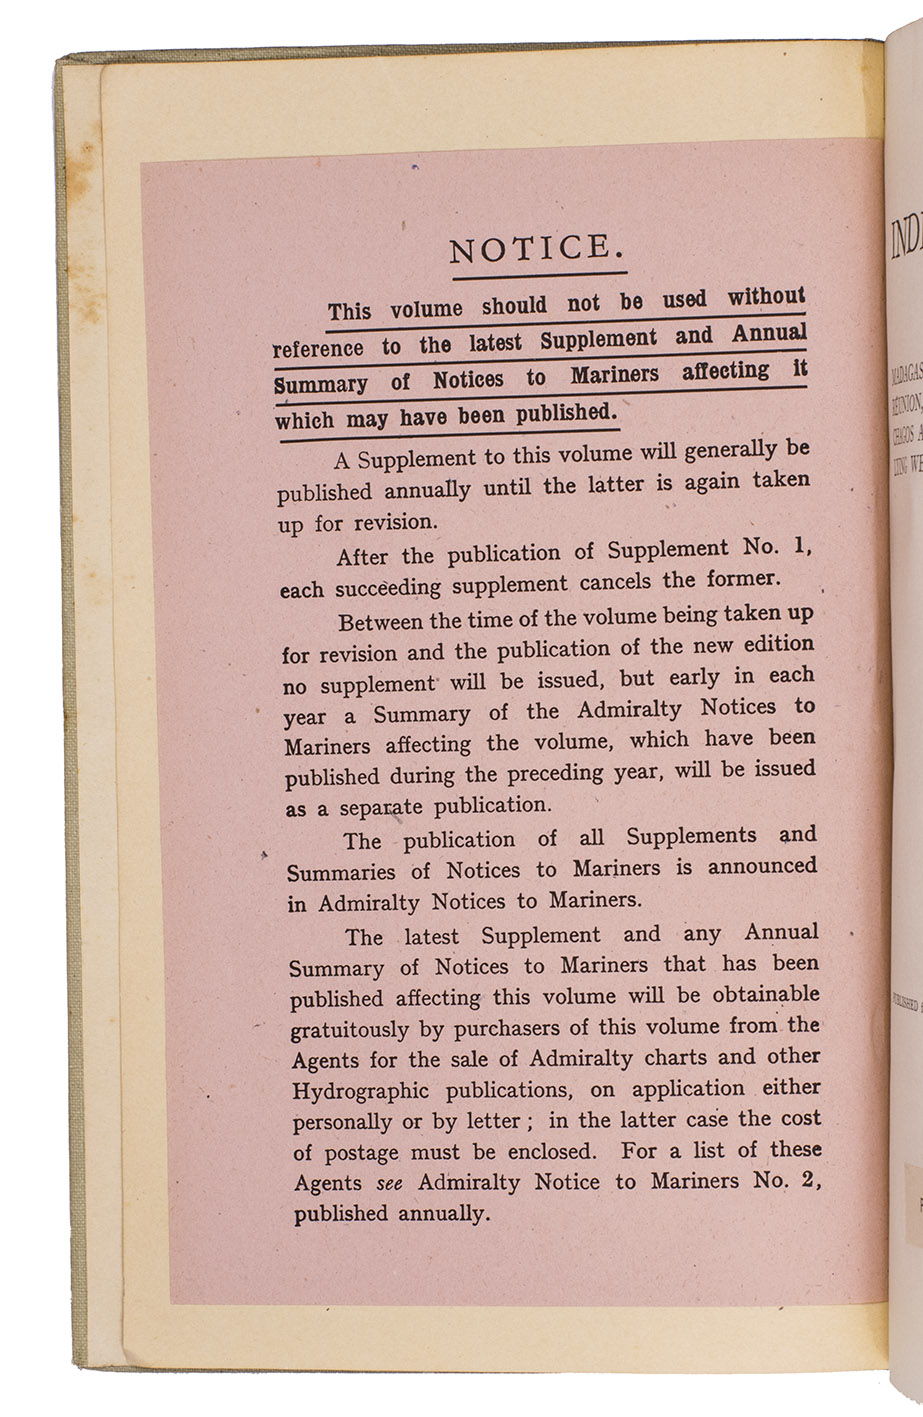 NOTICE.
This volume should not be used without
reference to the latest Supplement and Annual
Summary of Notices to Mariners affecting it
which may have been published.
A Supplement to this volume will generally be
published annually until the latter is again taken
up for revision.
After the publication of Supplement No. 1,
each succeeding supplement cancels the former.
Between the time of the volume being taken up
for revision and the publication of the new edition
no supplement will be issued, but early in each
year a Summary of the Admiralty Notices to
Mariners affecting the volume, which have been
published during the preceding year, will be issued
as a separate publication.
The publication of all Supplements and
Summaries of Notices to Mariners is announced
in Admiralty Notices to Mariners.
The latest Supplement and any Annual
Summary of Notices to Mariners that has been
published affecting this volume will be obtainable
gratuitously by purchasers of this volume from the
Agents for the sale of Admiralty charts and other
Hydrographic publications, on application either
personally or by letter ; in the latter case the cost
of postage must be enclosed. For a list of these
Agents see Admiralty Notice to Mariners No. 2,
published annually.
INDI
MADAGAS
RÉUNION,
CHAGOS A
LYING WE